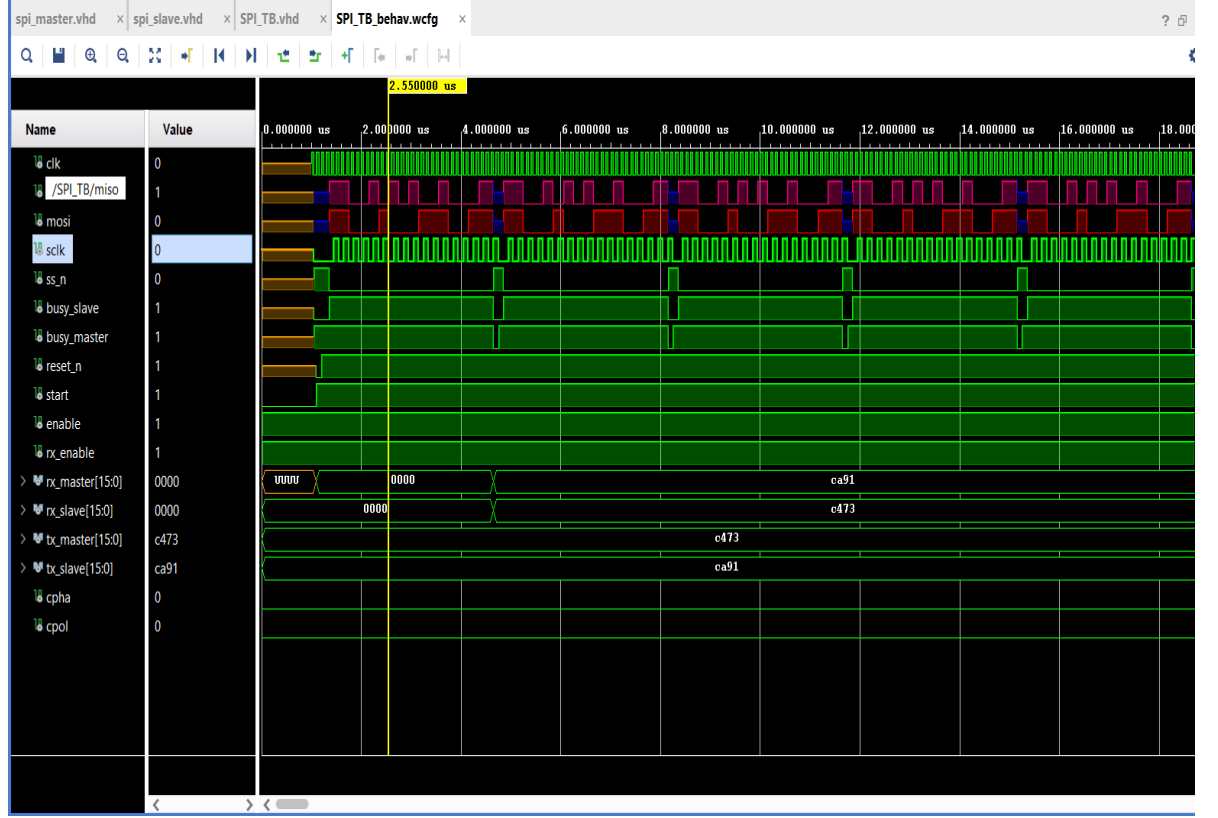 spi_master.vhd × spi_slave.vhd × SPI_TB.vhd × SPI_TB_behav.wcfg × ?
2.550000 us
Name Value 0.000000 us 2.000000 us 4.000000 us 6.000000 us 8.000000 us 10.000000 us 12.000000 us 14.000000 us 16.000000 us 18.000
clk 0
/SPI_TB/miso 1
mosi 0
sclk 0
ss_n 0
busy_slave 1
busy_master 1
reset_n 1
start 1
enable 1
rx_enable 1
rx_master[15:0] 0000 UUUU 0000 ca91
rx_slave[15:0] 0000 0000 c473
tx_master[15:0] c473 c473
tx_slave[15:0] ca91 ca91
cpha 0
cpol 0